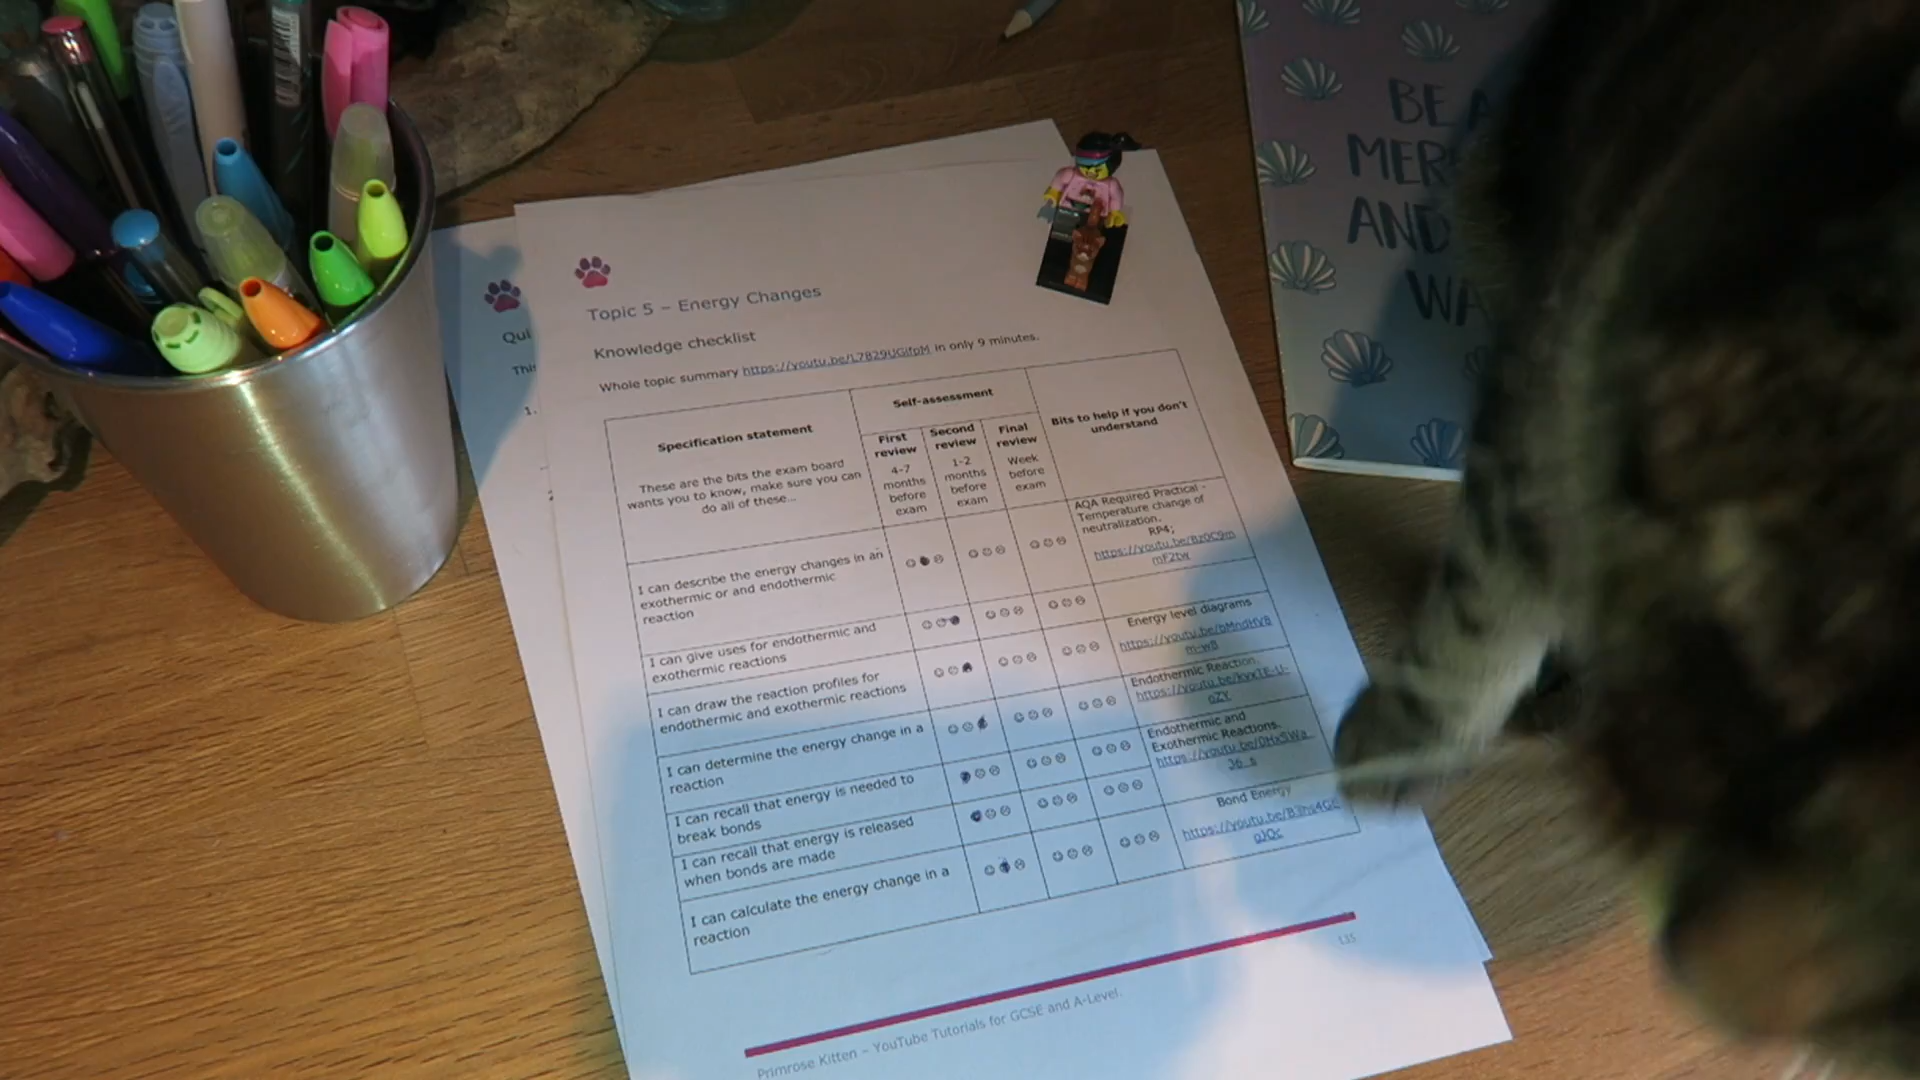 Topic 5 – Energy Changes
Knowledge checklist
Whole topic summary https://youtu.be/L7829UGifpM in only 9 minutes.
Specification statement
These are the bits the exam board
wants you to know, make sure you can
do all of these...
Self-assessment
First
review
4-7
months
before
exam
Second
review
1-2
months
before
exam
Final
review
Week
before
exam
Bits to help if you don't
understand
I can describe the energy changes in an
exothermic or and endothermic
reaction
I can give uses for endothermic and
exothermic reactions
I can draw the reaction profiles for
endothermic and exothermic reactions
I can determine the energy change in a
reaction
I can recall that energy is needed to
break bonds
I can recall that energy is released
when bonds are made
I can calculate the energy change in a
reaction
AQA Required Practical -
Temperature change of
neutralization.
RP4;
Energy level diagrams
Endothermic Reaction.
Endothermic and
Exothermic Reactions.
Bond Energy
135
Primrose Kitten – YouTube Tutorials for GCSE and A-Level.
Qui
1.
BE A
MER
AND
WA